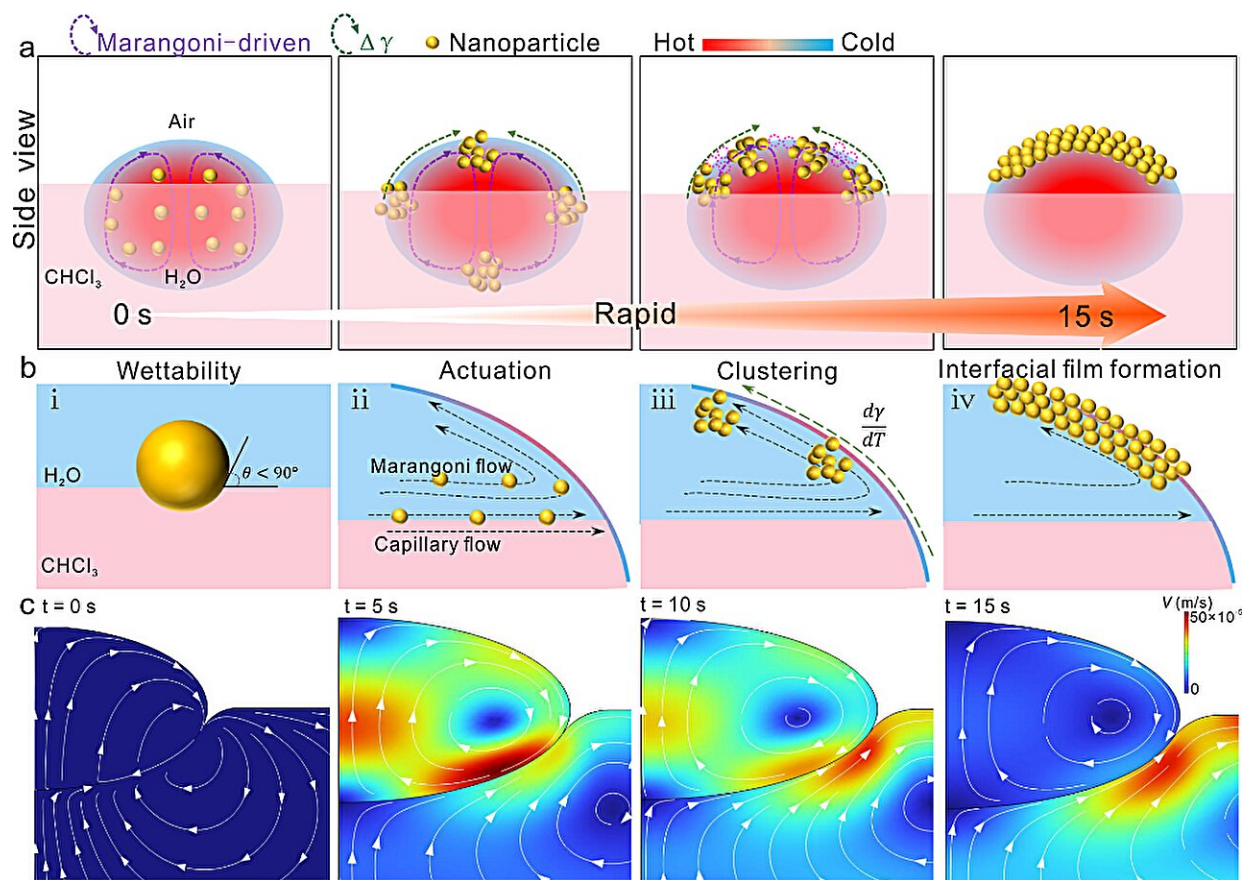 Marangoni-driven Δγ Nanoparticle Hot Cold
a
Side view
Air
CHCl₃ H₂O
0 s Rapid 15 s
b Wettability Actuation Clustering Interfacial film formation
i ii iii iv
dγ/dT
θ < 90°
H₂O
Marangoni flow
Capillary flow
CHCl₃
c t = 0 s t = 5 s t = 10 s t = 15 s
V (m/s)
0